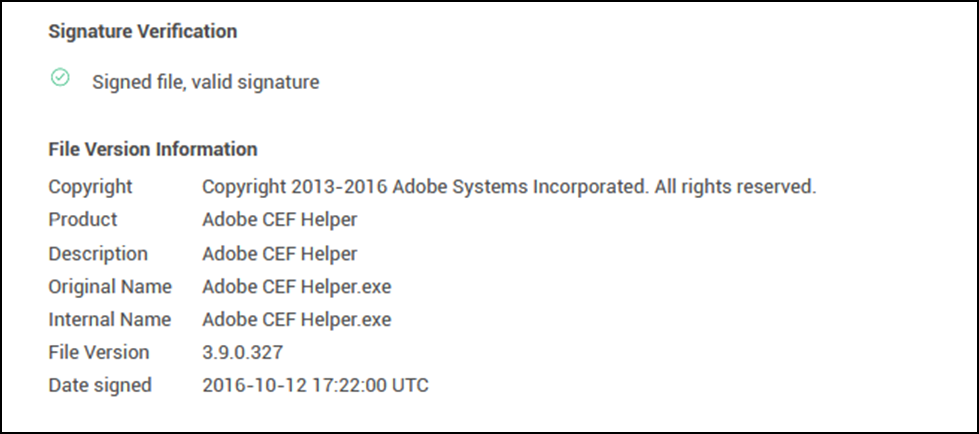 Signature Verification
Signed file, valid signature
File Version Information
Copyright Copyright 2013-2016 Adobe Systems Incorporated. All rights reserved.
Product Adobe CEF Helper
Description Adobe CEF Helper
Original Name Adobe CEF Helper.exe
Internal Name Adobe CEF Helper.exe
File Version 3.9.0.327
Date signed 2016-10-12 17:22:00 UTC